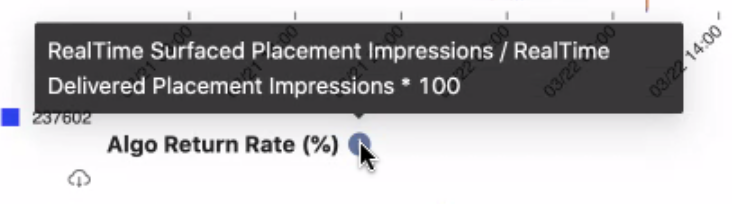 RealTime Surfaced Placement Impressions / RealTime
Delivered Placement Impressions * 100
03/22 14:00
237602
Algo Return Rate (%)